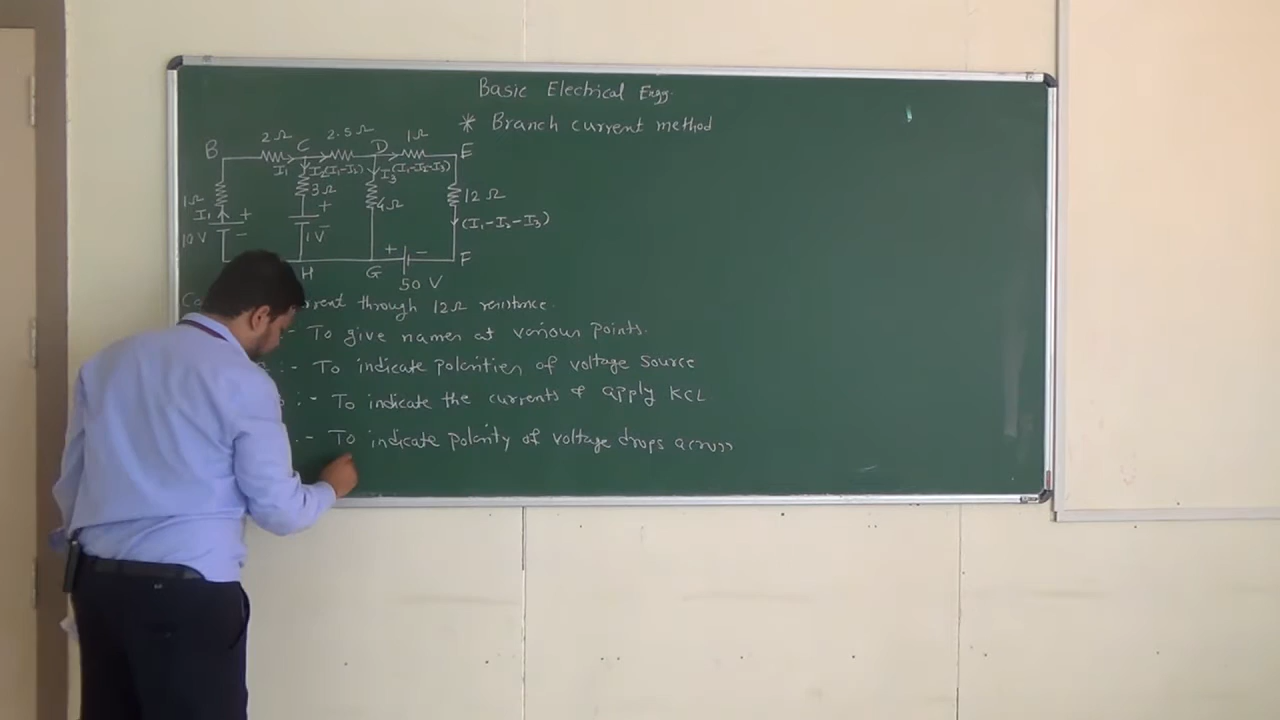 Basic Electrical Engg.
* Branch current method
2Ω 2.5Ω 1Ω
B C D E
I₁ I₂ (I₁-I₂) I₃ (I₁-I₂-I₃)
1Ω 3Ω 4Ω 12Ω
I₁ + + (I₁-I₂-I₃)
10V - 1V - + -
H G F
50 V
through 12Ω resistance.
:- To give names at various points.
:- To indicate polarities of voltage source
:- To indicate the currents & apply KCL
:- To indicate polarity of voltage drops across